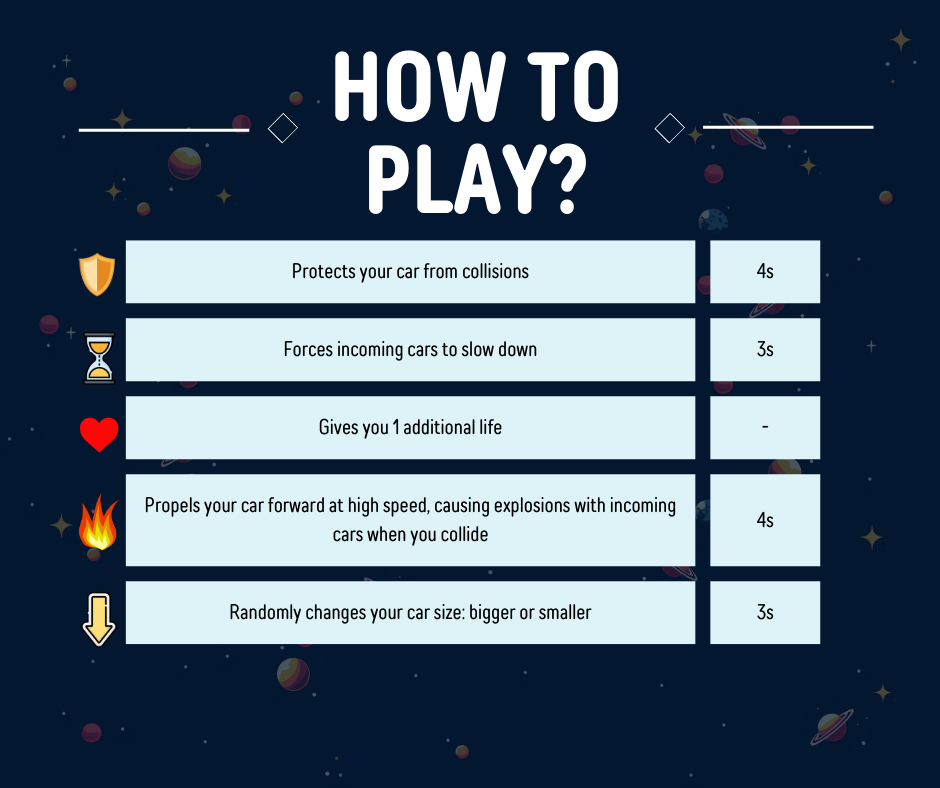 HOW TO
PLAY?
Protects your car from collisions
4s
Forces incoming cars to slow down
3s
Gives you 1 additional life
-
Propels your car forward at high speed, causing explosions with incoming
cars when you collide
4s
Randomly changes your car size: bigger or smaller
3s